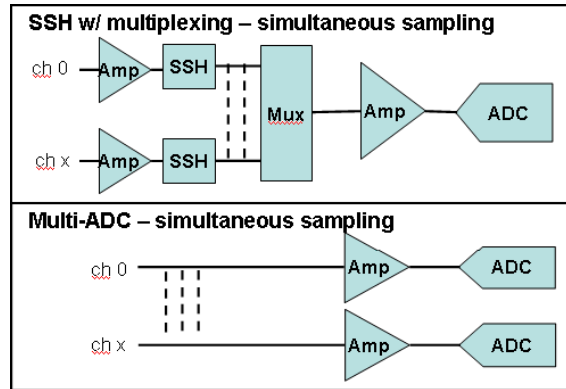 SSH w/ multiplexing – simultaneous sampling
ch 0
Amp
SSH
Mux
Amp
ADC
ch x
Amp
SSH
Multi-ADC – simultaneous sampling
ch 0
Amp
ADC
ch x
Amp
ADC